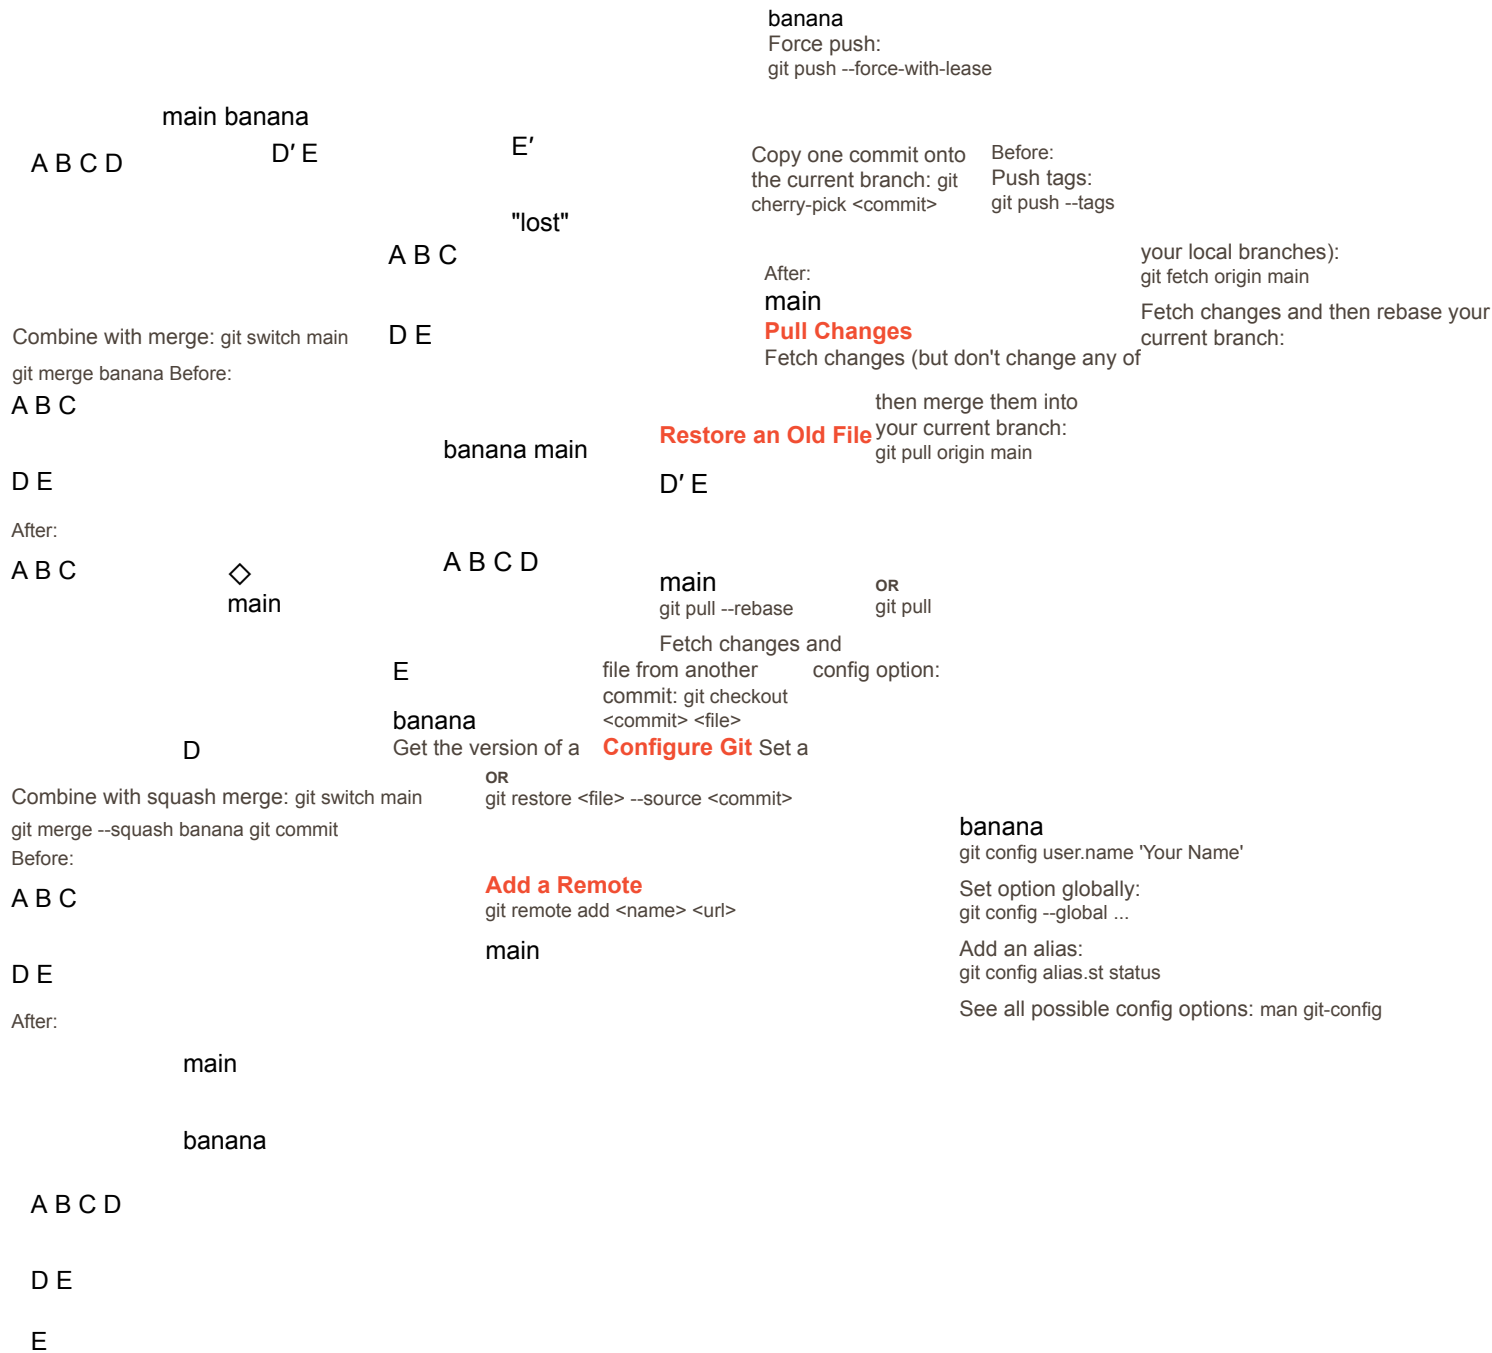 banana
Force push:
git push --force-with-lease
main banana
A B C D
D′ E
E′
Copy one commit onto
the current branch: git
cherry-pick <commit>
Before:
Push tags:
git push --tags
"lost"
A B C
After:
main
Pull Changes
Fetch changes (but don't change any of
your local branches):
git fetch origin main
Fetch changes and then rebase your
current branch:
Combine with merge: git switch main
git merge banana Before:
D E
A B C
D E
After:
A B C
◇
main
banana main
A B C D
Restore an Old File
D′ E
then merge them into
your current branch:
git pull origin main
main
git pull --rebase
Fetch changes and
OR
git pull
E
banana
Get the version of a
file from another
commit: git checkout
<commit> <file>
Configure Git Set a
config option:
D
Combine with squash merge: git switch main
git merge --squash banana git commit
Before:
A B C
D E
After:
OR
git restore <file> --source <commit>
Add a Remote
git remote add <name> <url>
main
banana
git config user.name 'Your Name'
Set option globally:
git config --global ...
Add an alias:
git config alias.st status
See all possible config options: man git-config
main
banana
A B C D
D E
E